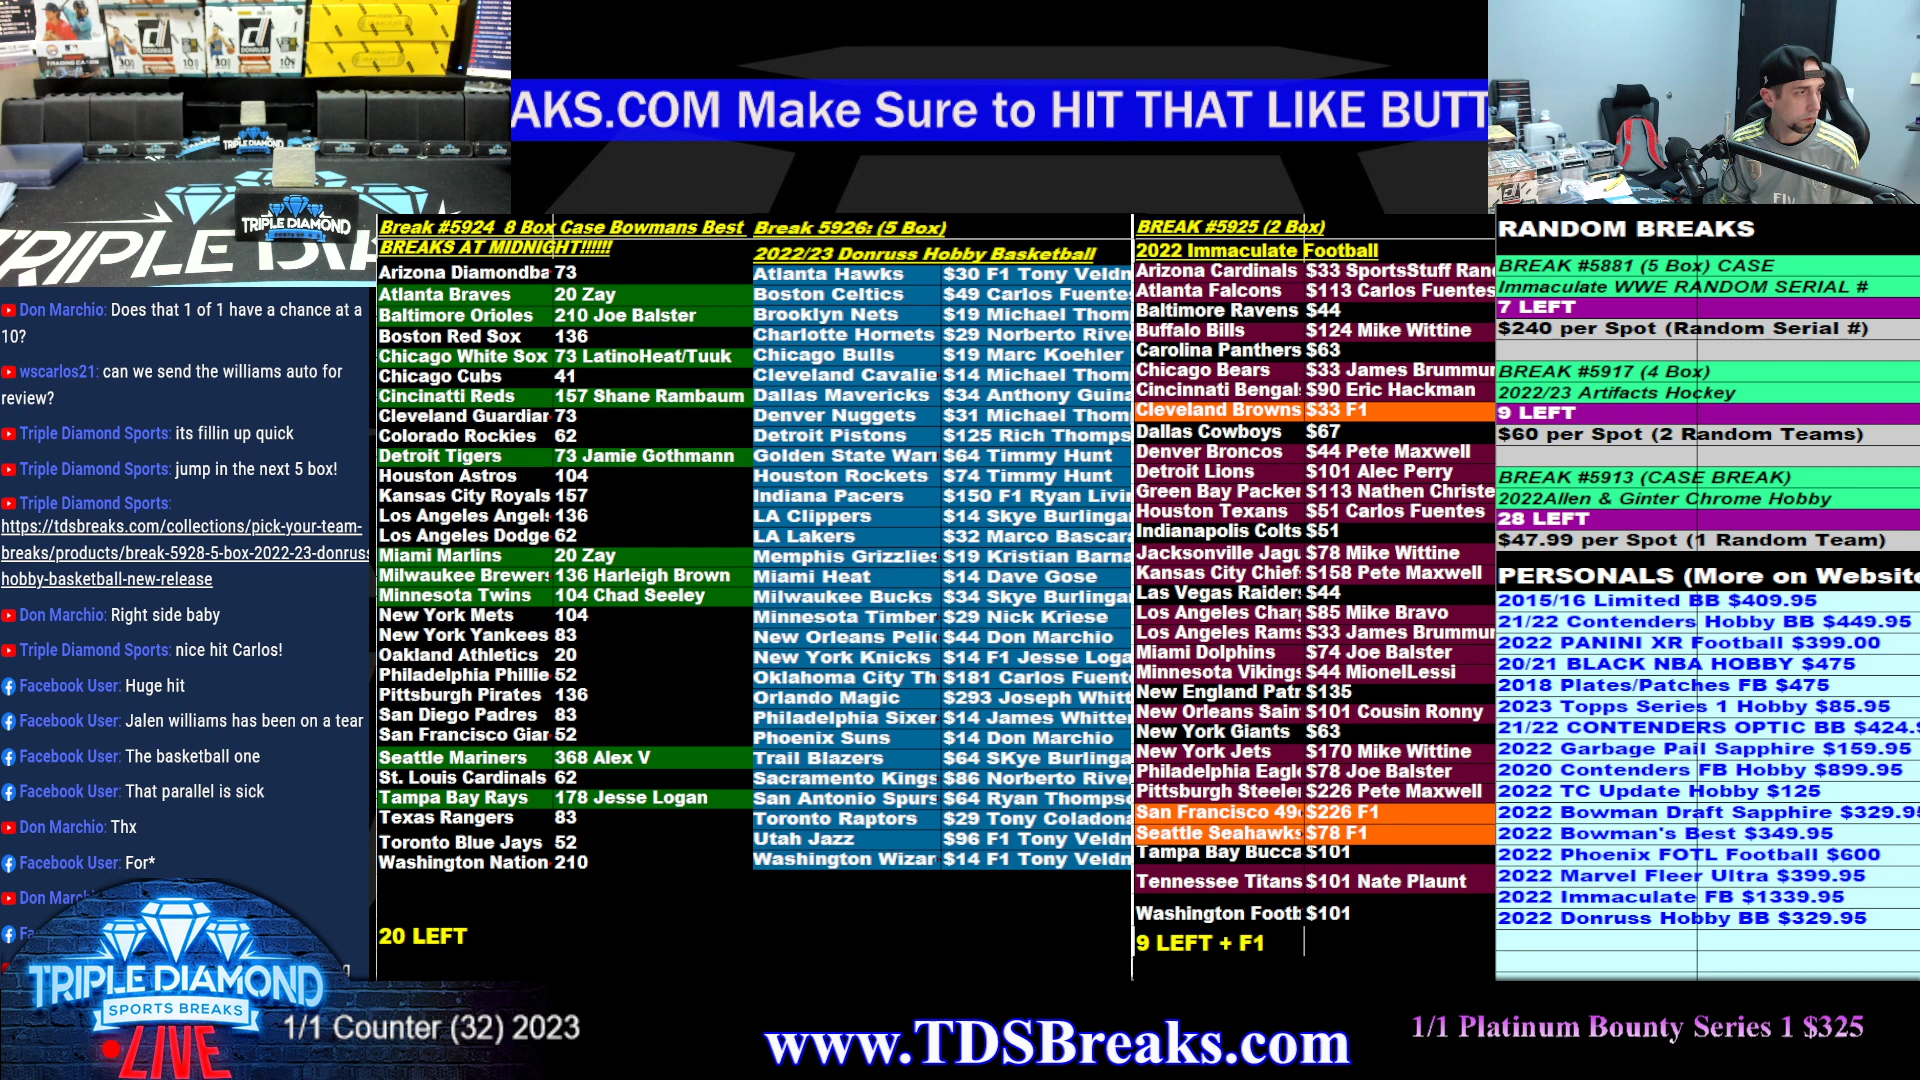 AKS.COM Make Sure to HIT THAT LIKE BUTT
TRIPLE DIAMOND
TRIPLE DIAMOND
Don Marchio: Does that 1 of 1 have a chance at a
10?
wscarlos21: can we send the williams auto for
review?
Triple Diamond Sports: its fillin up quick
Triple Diamond Sports: jump in the next 5 box!
Triple Diamond Sports:
https://tdsbreaks.com/collections/pick-your-team-
breaks/products/break-5928-5-box-2022-23-donruss
hobby-basketball-new-release
Don Marchio: Right side baby
Triple Diamond Sports: nice hit Carlos!
Facebook User: Huge hit
Facebook User: Jalen williams has been on a tear
Facebook User: The basketball one
Facebook User: That parallel is sick
Don Marchio: Thx
Facebook User: For*
Don Marchi
Fa
TRIPLE DIAMOND
SPORTS BREAKS
LIVE
Break #5924 8 Box Case Bowmans Best
BREAKS AT MIDNIGHT!!!!!!
Arizona Diamondba 73
Atlanta Braves 20 Zay
Baltimore Orioles 210 Joe Balster
Boston Red Sox 136
Chicago White Sox 73 LatinoHeat/Tuuk
Chicago Cubs 41
Cincinatti Reds 157 Shane Rambaum
Cleveland Guardiar 73
Colorado Rockies 62
Detroit Tigers 73 Jamie Gothmann
Houston Astros 104
Kansas City Royals 157
Los Angeles Angel: 136
Los Angeles Dodge 62
Miami Marlins 20 Zay
Milwaukee Brewer: 136 Harleigh Brown
Minnesota Twins 104 Chad Seeley
New York Mets 104
New York Yankees 83
Oakland Athletics 20
Philadelphia Phillie 52
Pittsburgh Pirates 136
San Diego Padres 83
San Francisco Giar 52
Seattle Mariners 368 Alex V
St. Louis Cardinals 62
Tampa Bay Rays 178 Jesse Logan
Texas Rangers 83
Toronto Blue Jays 52
Washington Nation 210
20 LEFT
Break 5926: (5 Box)
2022/23 Donruss Hobby Basketball
Atlanta Hawks $30 F1 Tony Veldn
Boston Celtics $49 Carlos Fuente
Brooklyn Nets $19 Michael Thom
Charlotte Hornets $29 Norberto River
Chicago Bulls $19 Marc Koehler
Cleveland Cavalie $14 Michael Thom
Dallas Mavericks $34 Anthony Guina
Denver Nuggets $31 Michael Thom
Detroit Pistons $125 Rich Thomps
Golden State Warr $64 Timmy Hunt
Houston Rockets $74 Timmy Hunt
Indiana Pacers $150 F1 Ryan Livin
LA Clippers $14 Skye Burlinga
LA Lakers $32 Marco Bascar
Memphis Grizzlies $19 Kristian Barna
Miami Heat $14 Dave Gose
Milwaukee Bucks $34 Skye Burlinga
Minnesota Timber $29 Nick Kriese
New Orleans Pelic $44 Don Marchio
New York Knicks $14 F1 Jesse Loga
Oklahoma City Th $181 Carlos Fuent
Orlando Magic $293 Joseph Whitt
Philadelphia Sixer $14 James Whitte
Phoenix Suns $14 Don Marchio
Trail Blazers $64 SKye Burlinga
Sacramento Kings $86 Norberto River
San Antonio Spurs $64 Ryan Thompso
Toronto Raptors $29 Tony Coladona
Utah Jazz $96 F1 Tony Veldn
Washington Wizar $14 F1 Tony Veldn
BREAK #5925 (2 Box)
2022 Immaculate Football
Arizona Cardinals $33 SportsStuff Ran
Atlanta Falcons $113 Carlos Fuentes
Baltimore Ravens $44
Buffalo Bills $124 Mike Wittine
Carolina Panthers $63
Chicago Bears $33 James Brummur
Cincinnati Bengal: $90 Eric Hackman
Cleveland Browns $33 F1
Dallas Cowboys $67
Denver Broncos $44 Pete Maxwell
Detroit Lions $101 Alec Perry
Green Bay Packer $113 Nathen Christe
Houston Texans $51 Carlos Fuentes
Indianapolis Colts $51
Jacksonville Jagu $78 Mike Wittine
Kansas City Chief $158 Pete Maxwell
Las Vegas Raider: $44
Los Angeles Char $85 Mike Bravo
Los Angeles Rams $33 James Brummur
Miami Dolphins $74 Joe Balster
Minnesota Vikings $44 MionelLessi
New England Patr $135
New Orleans Sain $101 Cousin Ronny
New York Giants $63
New York Jets $170 Mike Wittine
Philadelphia Eagl $78 Joe Balster
Pittsburgh Steeler $226 Pete Maxwell
San Francisco 49 $226 F1
Seattle Seahawks $78 F1
Tampa Bay Bucca $101
Tennessee Titans $101 Nate Plaunt
Washington Footb $101
9 LEFT + F1
RANDOM BREAKS
BREAK #5881 (5 Box) CASE
Immaculate WWE RANDOM SERIAL #
7 LEFT
$240 per Spot (Random Serial #)
BREAK #5917 (4 Box)
2022/23 Artifacts Hockey
9 LEFT
$60 per Spot (2 Random Teams)
BREAK #5913 (CASE BREAK)
2022Allen & Ginter Chrome Hobby
28 LEFT
$47.99 per Spot (1 Random Team)
PERSONALS (More on Website
2015/16 Limited BB $409.95
21/22 Contenders Hobby BB $449.95
2022 PANINI XR Football $399.00
20/21 BLACK NBA HOBBY $475
2018 Plates/Patches FB $475
2023 Topps Series 1 Hobby $85.95
21/22 CONTENDERS OPTIC BB $424.9
2022 Garbage Pail Sapphire $159.95
2020 Contenders FB Hobby $899.95
2022 TC Update Hobby $125
2022 Bowman Draft Sapphire $329.95
2022 Bowman's Best $349.95
2022 Phoenix FOTL Football $600
2022 Marvel Fleer Ultra $399.95
2022 Immaculate FB $1339.95
2022 Donruss Hobby BB $329.95
1/1 Counter (32) 2023
www.TDSBreaks.com
1/1 Platinum Bounty Series 1 $325